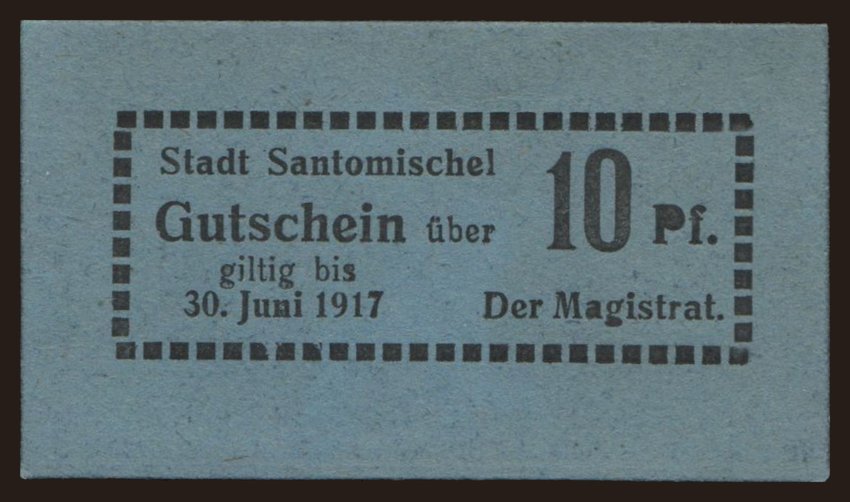 Stadt Santomischel
Gutschein über 10 Pf.
giltig bis
30. Juni 1917
Der Magistrat.